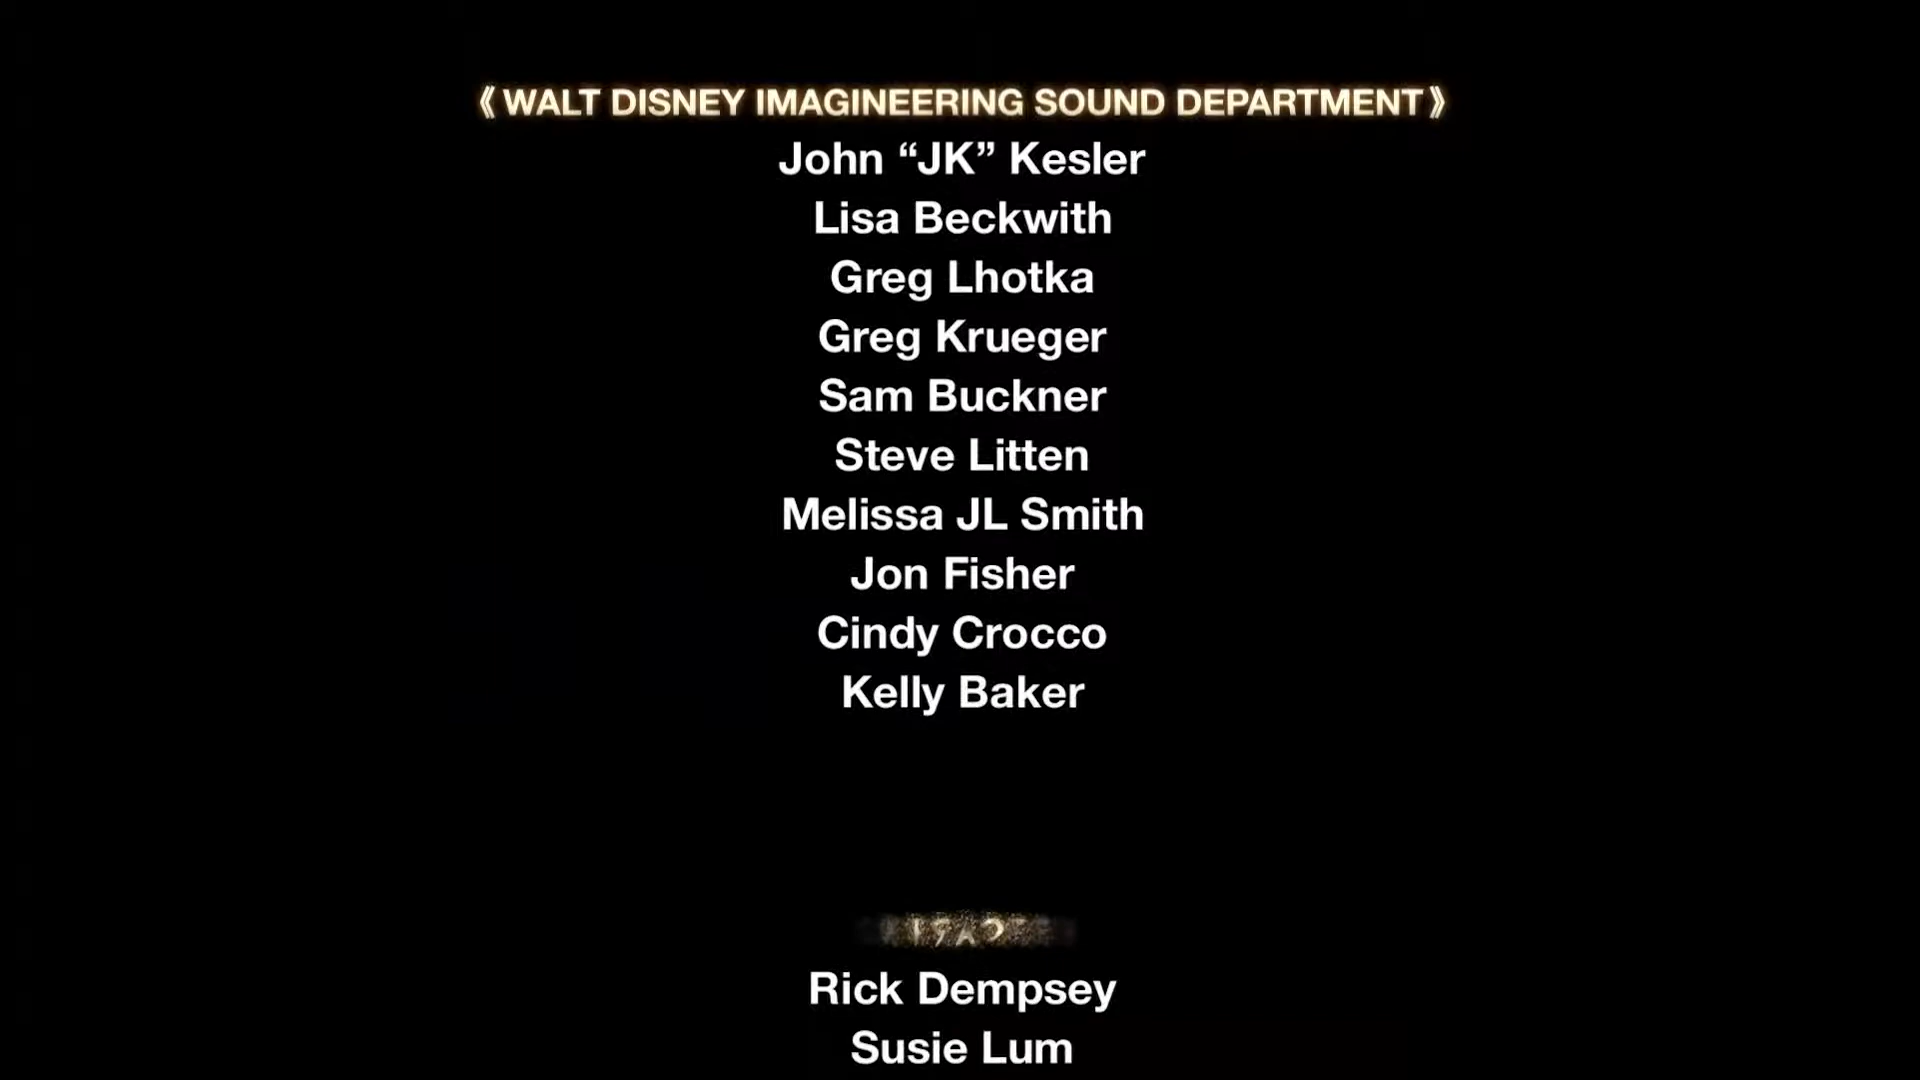 《WALT DISNEY IMAGINEERING SOUND DEPARTMENT》
John “JK” Kesler
Lisa Beckwith
Greg Lhotka
Greg Krueger
Sam Buckner
Steve Litten
Melissa JL Smith
Jon Fisher
Cindy Crocco
Kelly Baker
Rick Dempsey
Susie Lum